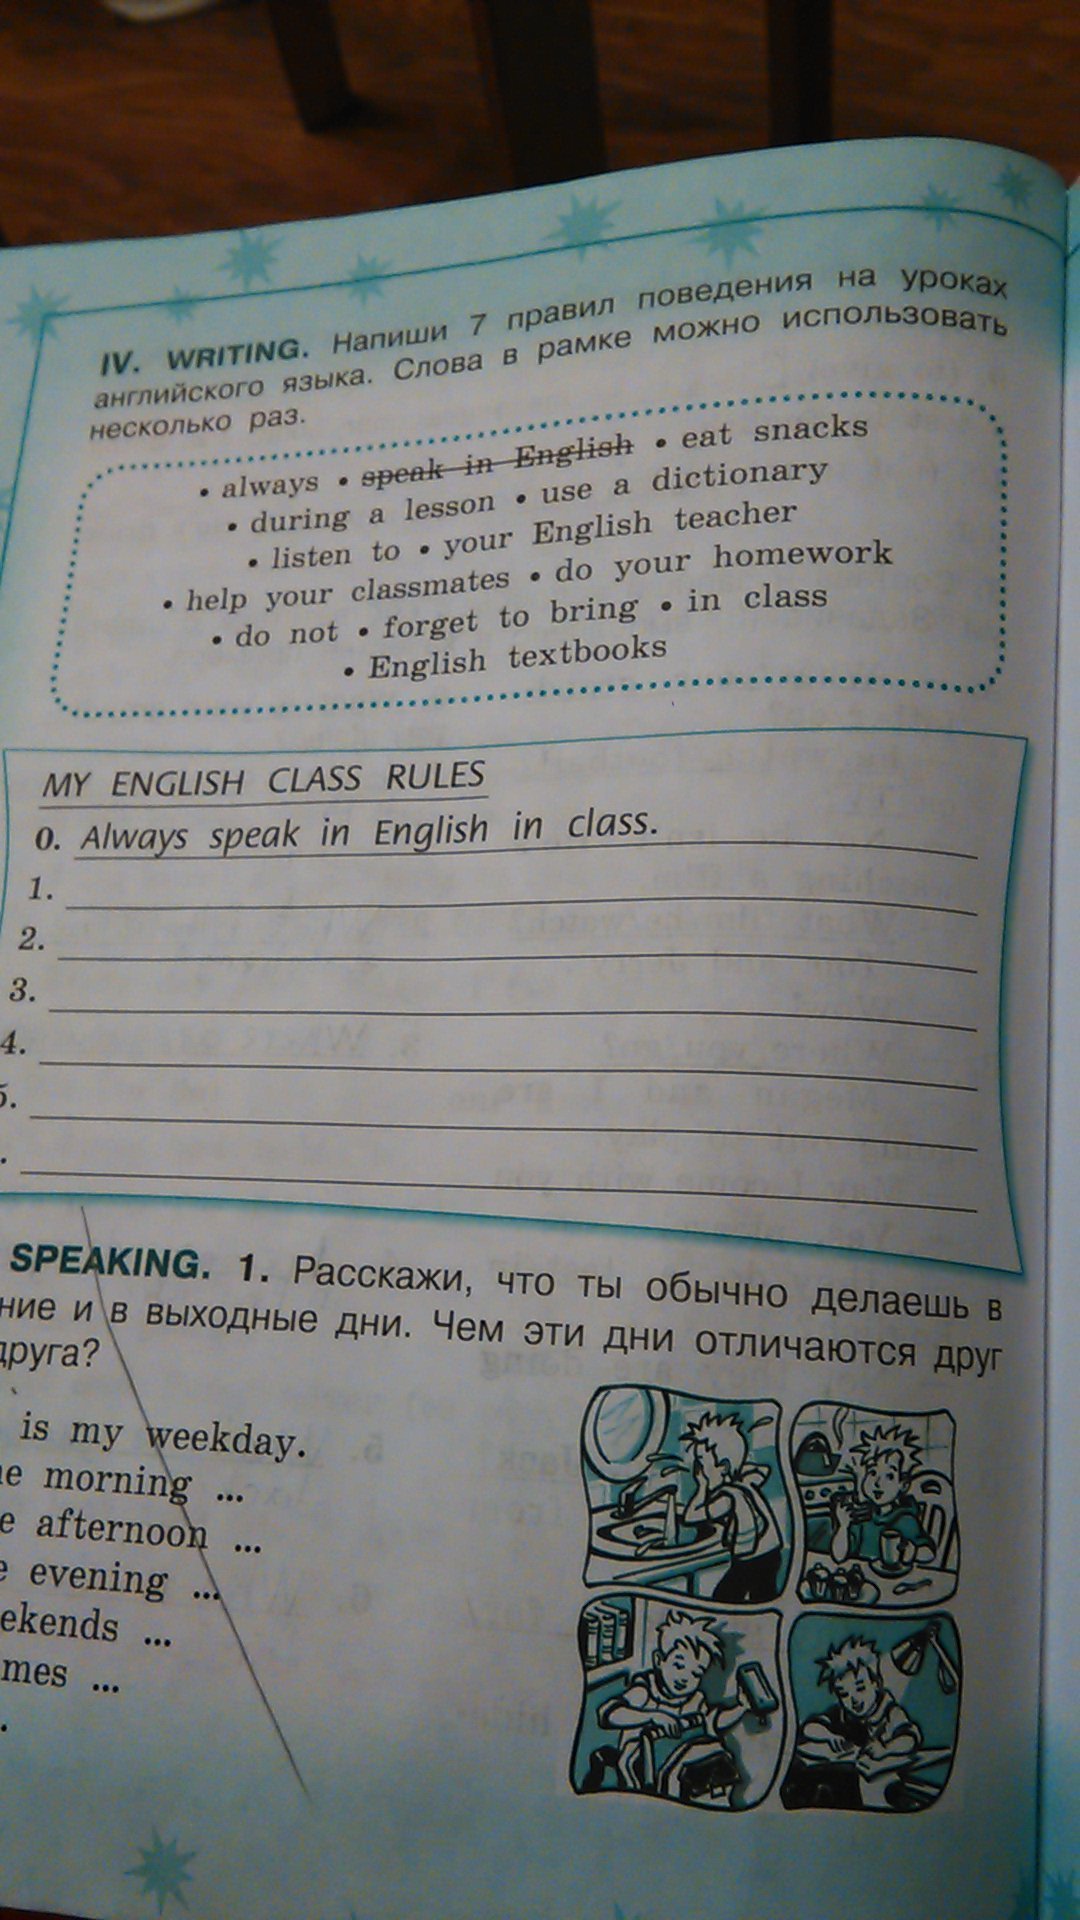 IV. WRITING. Напиши 7 правил поведения на уроках
английского языка. Слова в рамке можно использовать
несколько раз.
• always • speak in English • eat snacks
• during a lesson • use a dictionary
• listen to • your English teacher
• help your classmates • do your homework
• do not • forget to bring • in class
• English textbooks
MY ENGLISH CLASS RULES
0. Always speak in English in class.
1.
2.
3.
4.
5.
.
SPEAKING. 1. Расскажи, что ты обычно делаешь в
ние и в выходные дни. Чем эти дни отличаются друг
друга?
is my weekday.
e morning ...
e afternoon ...
e evening ...
ekends ...
mes ...
.